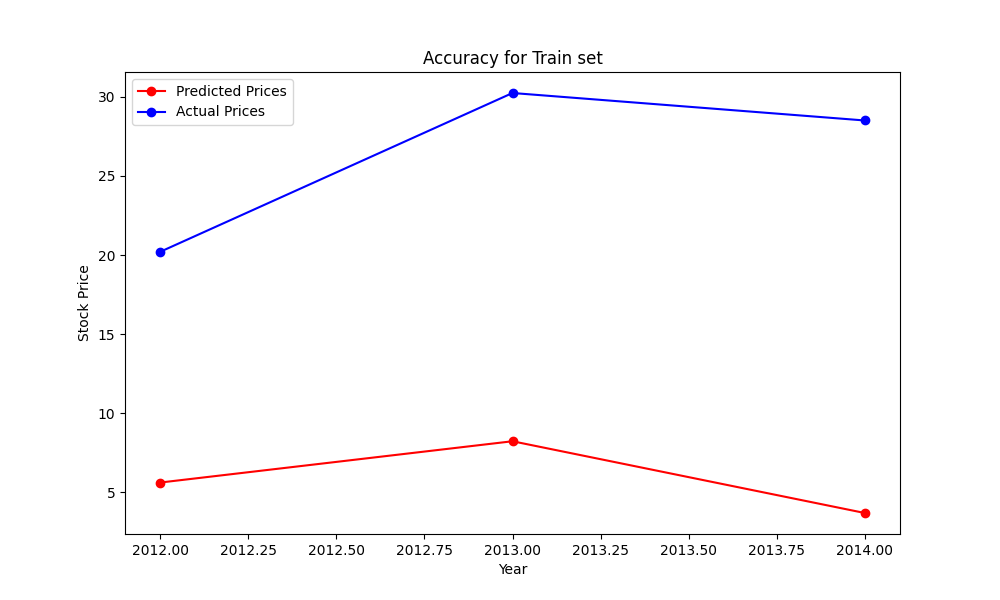 Accuracy for Train set
Predicted Prices
Actual Prices
30
25
20
15
10
5
Stock Price
2012.00 2012.25 2012.50 2012.75 2013.00 2013.25 2013.50 2013.75 2014.00
Year